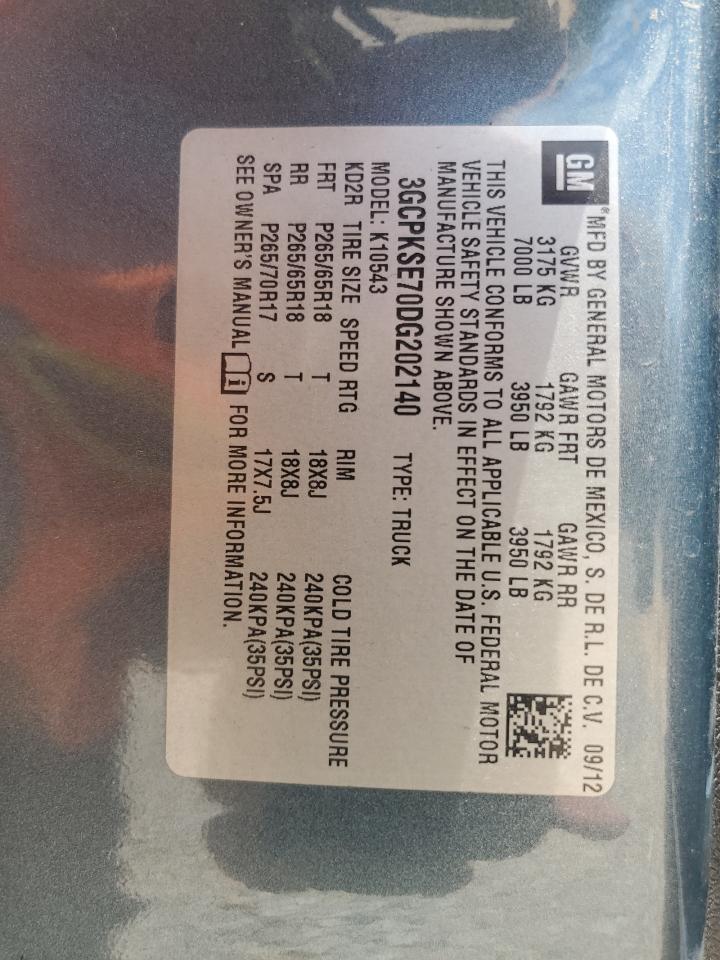 GM
® MFD BY GENERAL MOTORS DE MEXICO, S. DE R.L. DE C.V. 09/12
GVWR GAWR FRT GAWR RR
3175 KG 1792 KG 1792 KG
7000 LB 3950 LB 3950 LB
THIS VEHICLE CONFORMS TO ALL APPLICABLE U.S. FEDERAL MOTOR
VEHICLE SAFETY STANDARDS IN EFFECT ON THE DATE OF
MANUFACTURE SHOWN ABOVE.
3GCPKSE70DG202140 TYPE: TRUCK
MODEL: K10543
KD2R TIRE SIZE SPEED RTG RIM COLD TIRE PRESSURE
FRT P265/65R18 T 18X8J 240KPA(35PSI)
RR P265/65R18 T 18X8J 240KPA(35PSI)
SPA P265/70R17 S 17X7.5J 240KPA(35PSI)
SEE OWNER'S MANUAL i FOR MORE INFORMATION.